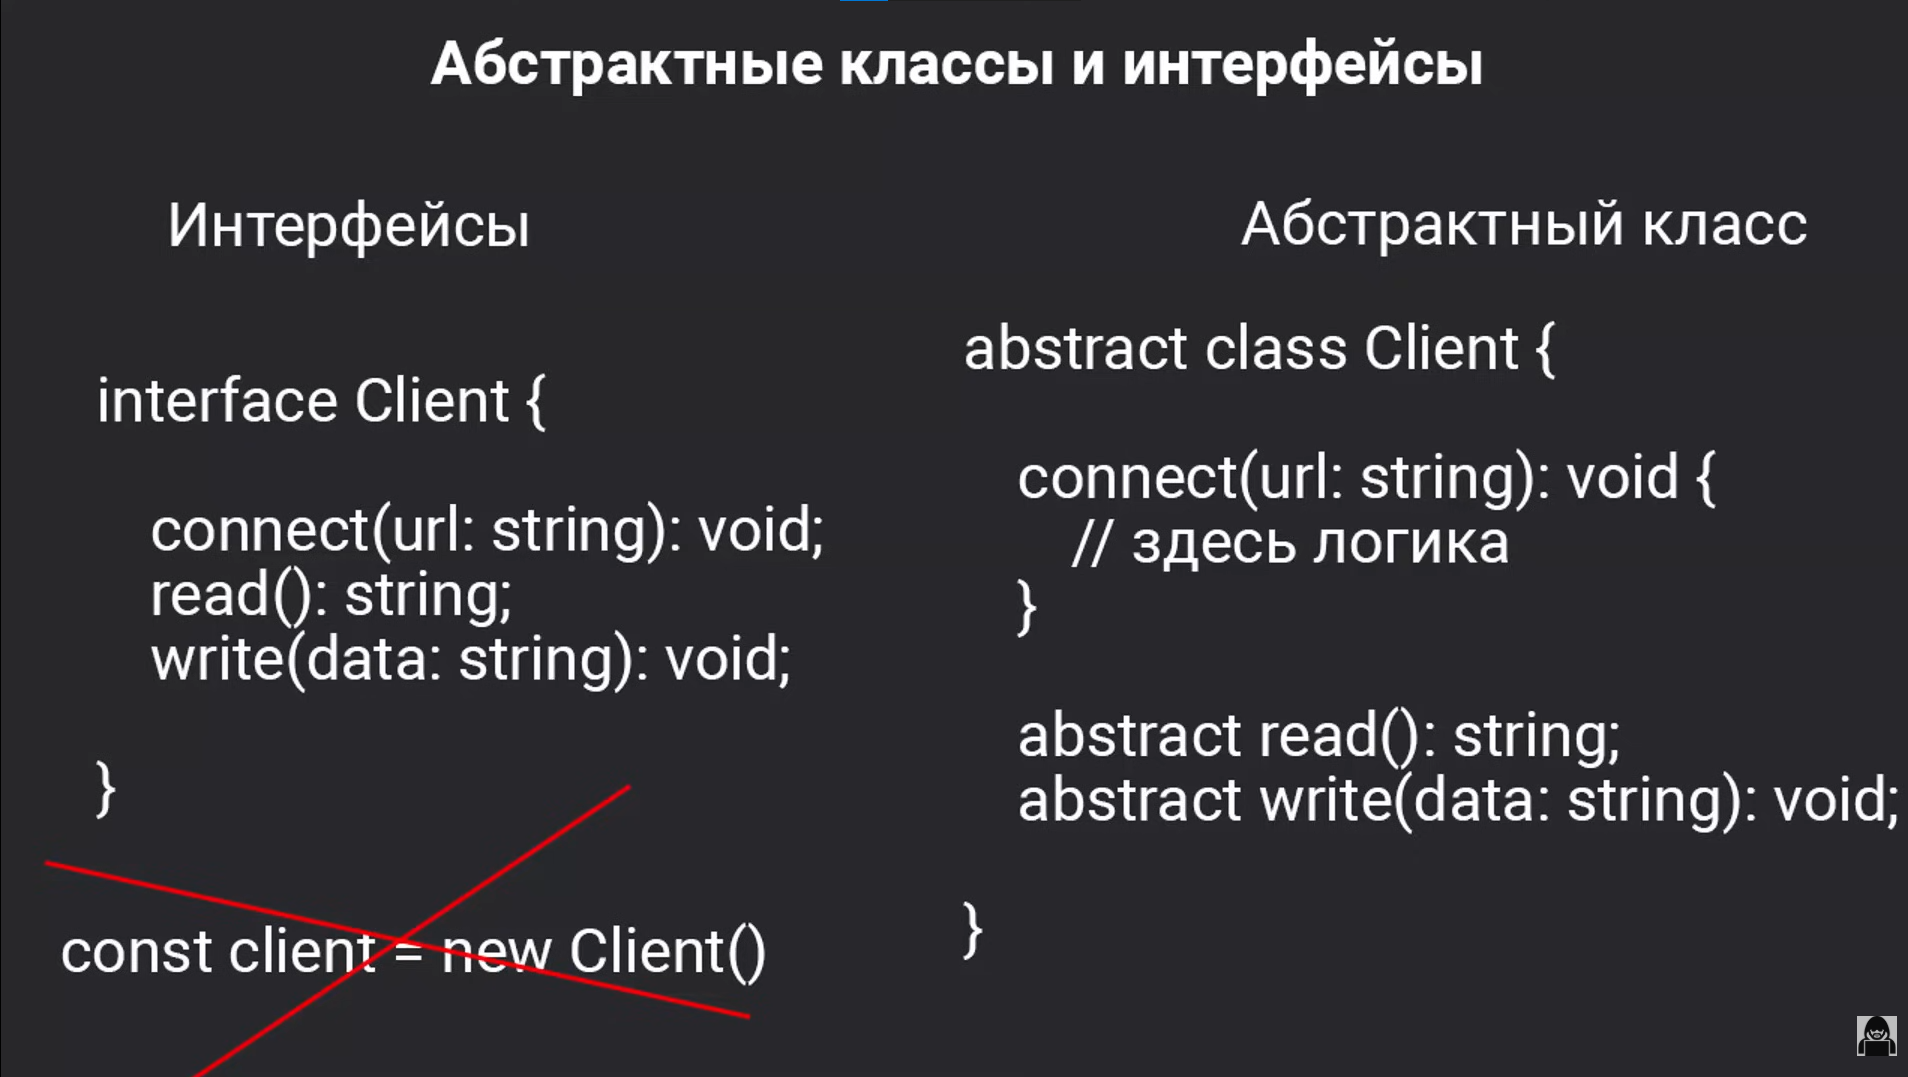 Абстрактные классы и интерфейсы
Интерфейсы
interface Client {
connect(url: string): void;
read(): string;
write(data: string): void;
}
const client = new Client()
Абстрактный класс
abstract class Client {
connect(url: string): void {
// здесь логика
}
abstract read(): string;
abstract write(data: string): void;
}